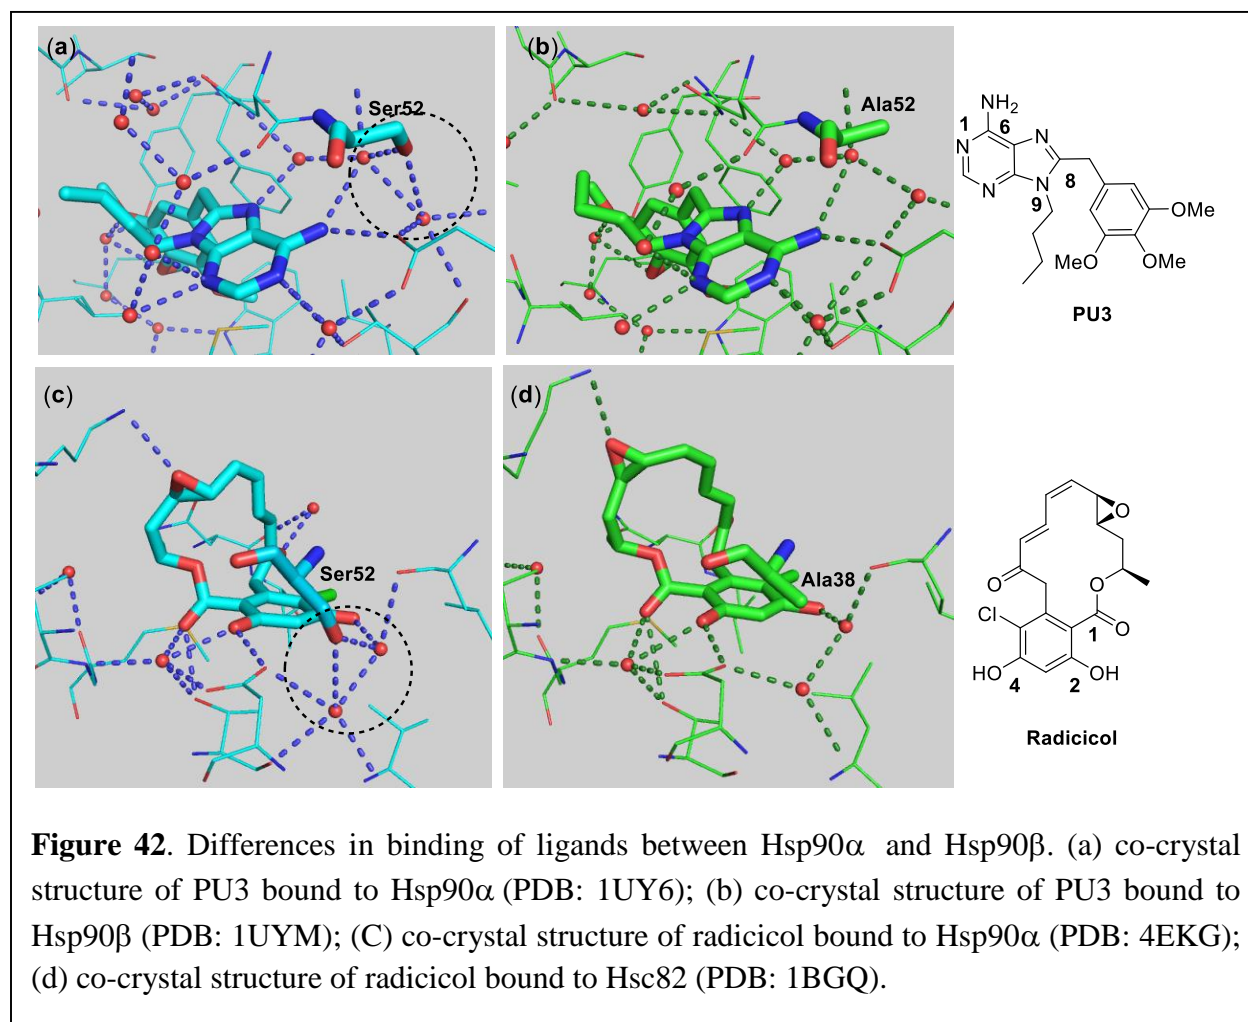 (a)
Ser52
(b)
Ala52
NH2
1
6
N
N
N
N
8
9
OMe
MeO
OMe
PU3
(c)
Ser52
(d)
Ala38
O
O
O
Cl
1
O
HO
4
2
OH
Radicicol
Figure 42. Differences in binding of ligands between Hsp90α and Hsp90β. (a) co-crystal
structure of PU3 bound to Hsp90α (PDB: 1UY6); (b) co-crystal structure of PU3 bound to
Hsp90β (PDB: 1UYM); (C) co-crystal structure of radicicol bound to Hsp90α (PDB: 4EKG);
(d) co-crystal structure of radicicol bound to Hsc82 (PDB: 1BGQ).